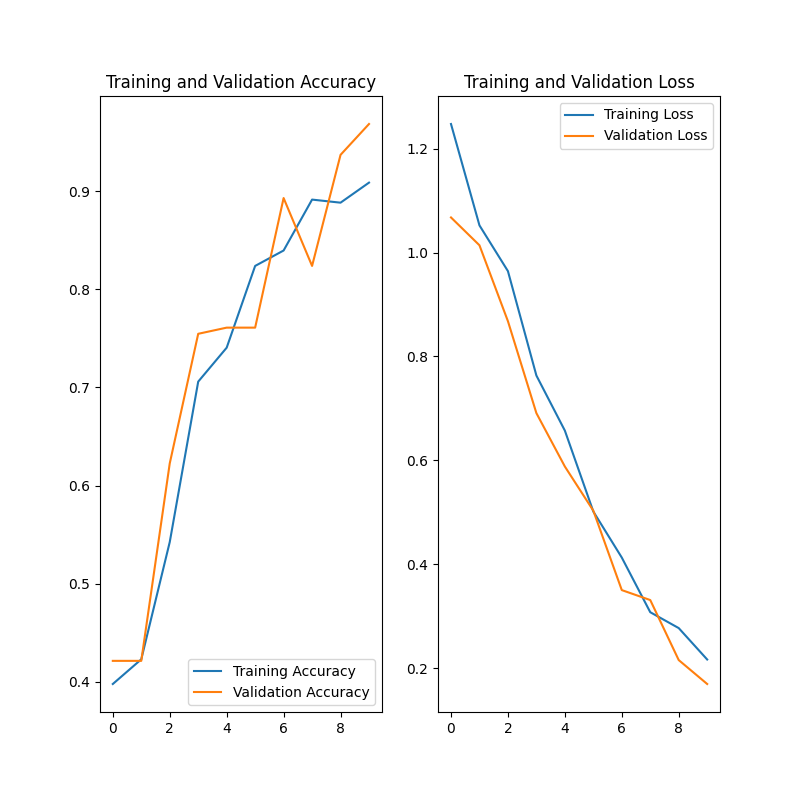 Training and Validation Accuracy
0.9
0.8
0.7
0.6
0.5
0.4
Training Accuracy
Validation Accuracy
0 2 4 6 8
Training and Validation Loss
Training Loss
Validation Loss
1.2
1.0
0.8
0.6
0.4
0.2
0 2 4 6 8